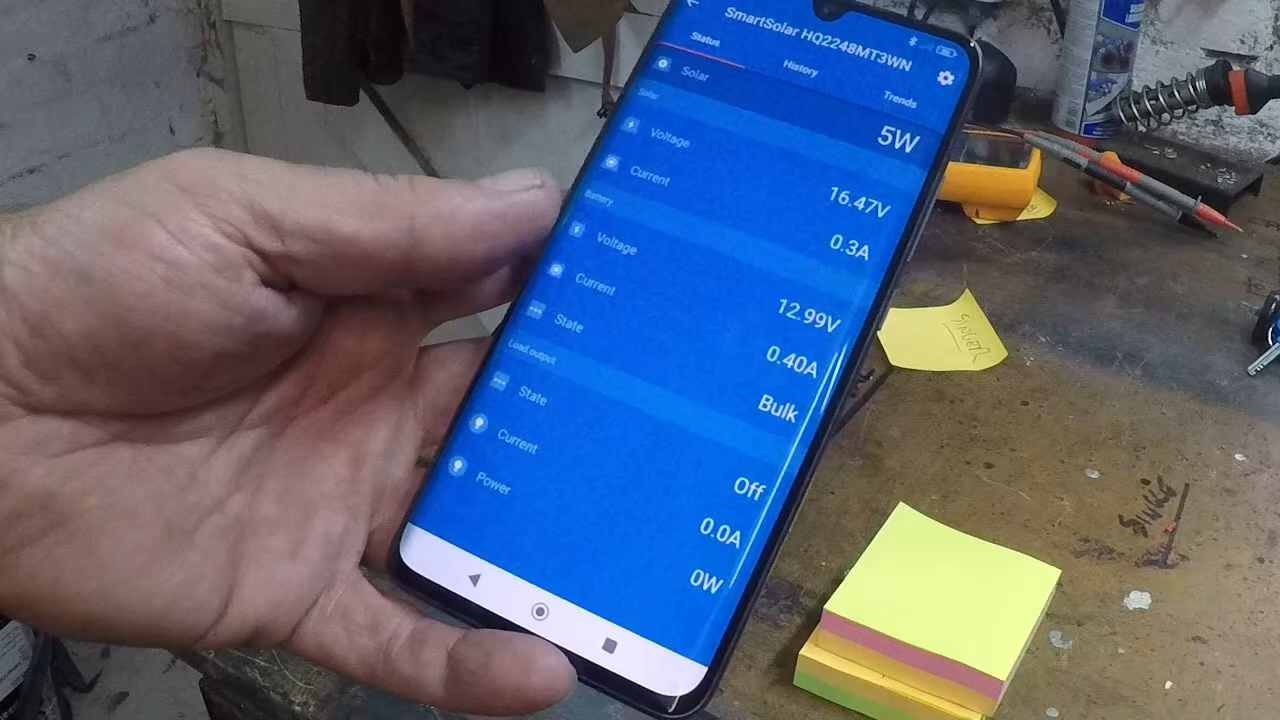 SmartSolar HQ2248MT3WN
Status
History
Trends
Solar
5W
Solar
Voltage
16.47V
Current
0.3A
Battery
Voltage
12.99V
Current
0.40A
State
Bulk
Load output
State
Off
Current
0.0A
Power
0W
SINGER